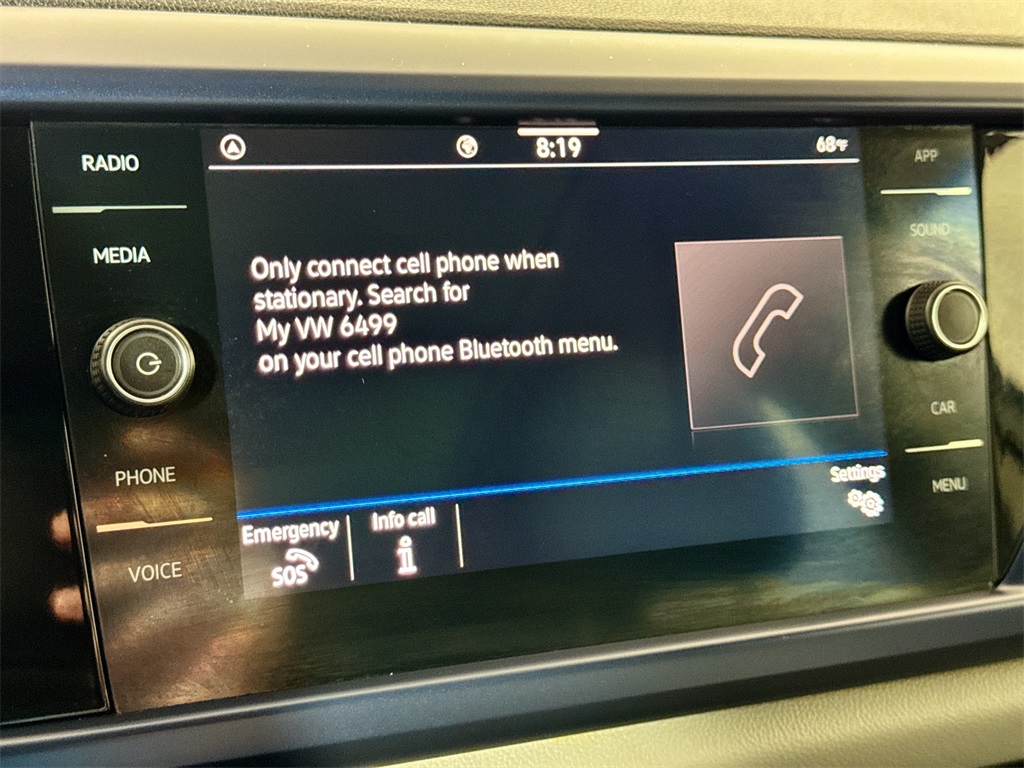 RADIO
MEDIA
PHONE
VOICE
8:19
68°F
Only connect cell phone when
stationary. Search for
My VW 6499
on your cell phone Bluetooth menu.
Settings
Emergency
SOS
Info call
i
APP
SOUND
CAR
MENU